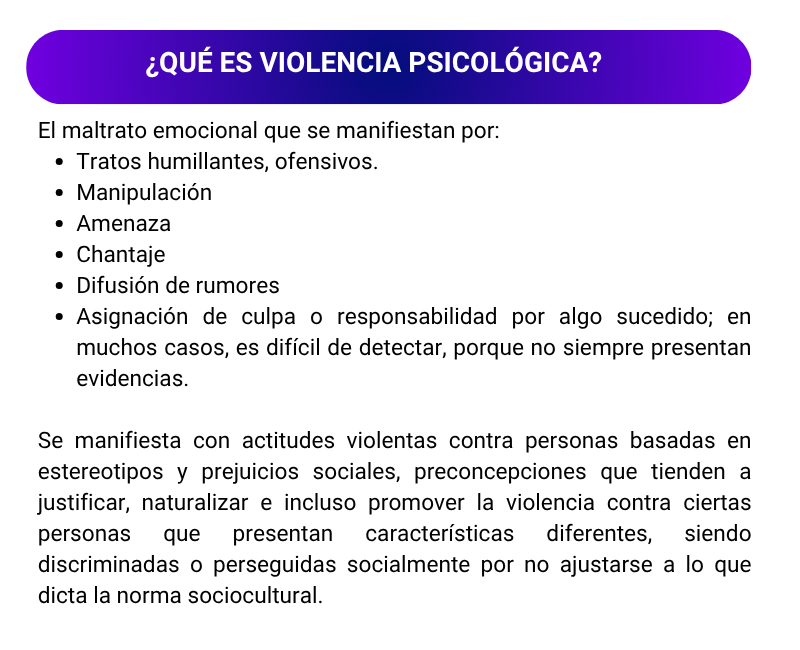 ¿QUÉ ES VIOLENCIA PSICOLÓGICA?
El maltrato emocional que se manifiestan por:
• Tratos humillantes, ofensivos.
• Manipulación
• Amenaza
• Chantaje
• Difusión de rumores
• Asignación de culpa o responsabilidad por algo sucedido; en
muchos casos, es difícil de detectar, porque no siempre presentan
evidencias.
Se manifiesta con actitudes violentas contra personas basadas en
estereotipos y prejuicios sociales, preconcepciones que tienden a
justificar, naturalizar e incluso promover la violencia contra ciertas
personas que presentan características diferentes, siendo
discriminadas o perseguidas socialmente por no ajustarse a lo que
dicta la norma sociocultural.